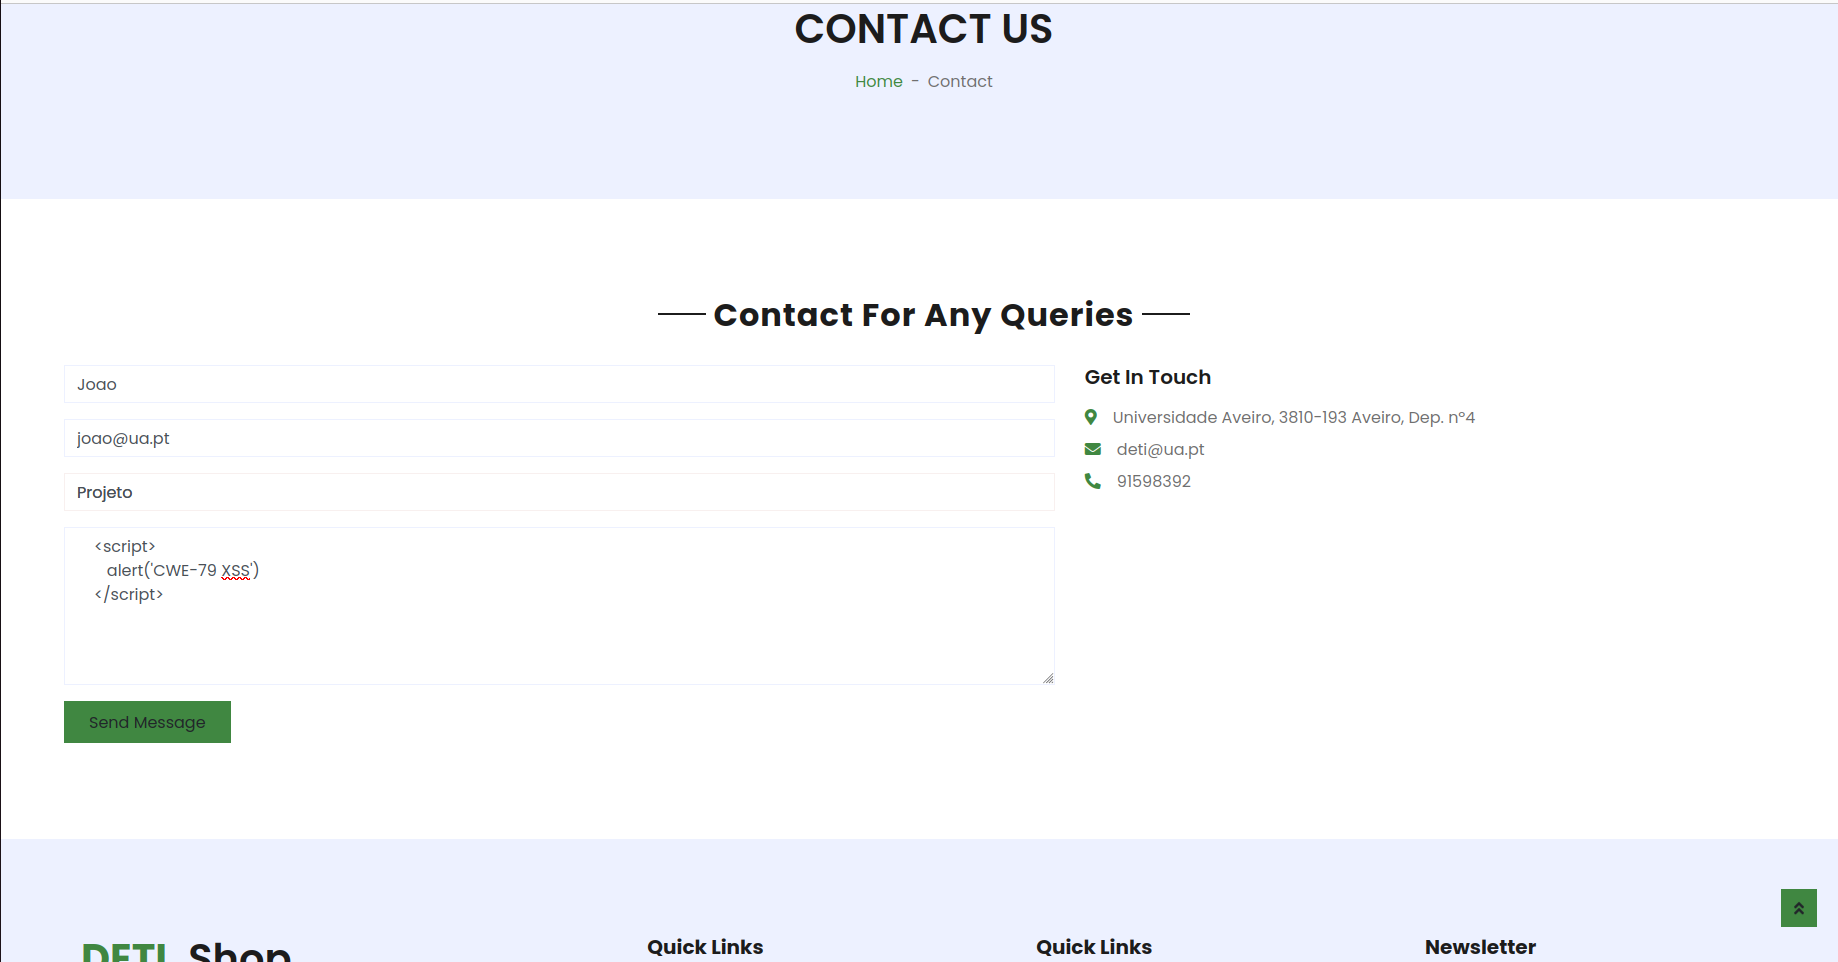 CONTACT US
Home - Contact
Contact For Any Queries
Joao
joao@ua.pt
Projeto
<script>
alert('CWE-79 XSS')
</script>
Send Message
Get In Touch
Universidade Aveiro, 3810-193 Aveiro, Dep. nº4
deti@ua.pt
91598392
DETI Shop
Quick Links
Quick Links
Newsletter